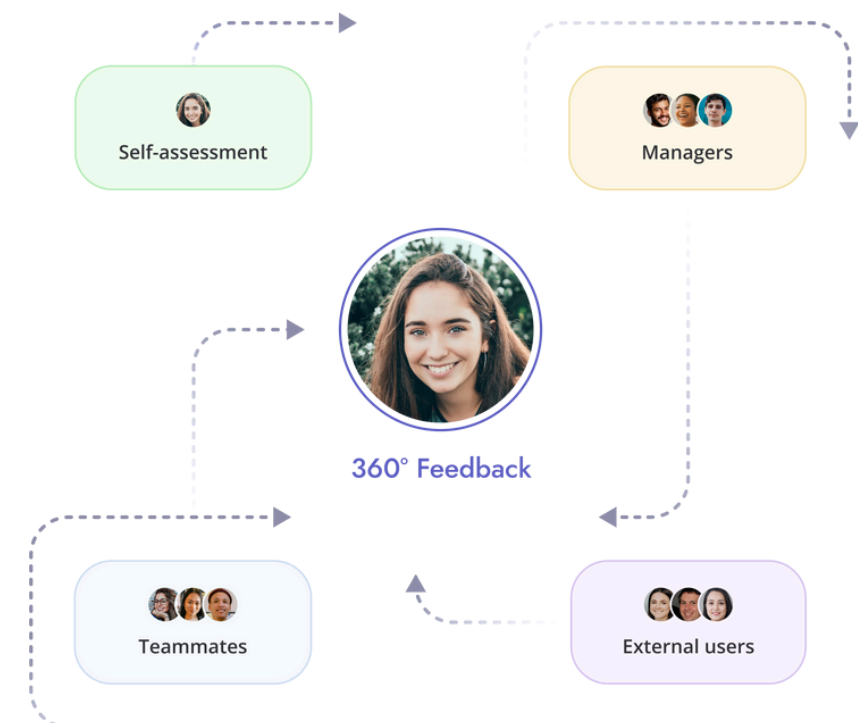 Self-assessment
Managers
360° Feedback
Teammates
External users